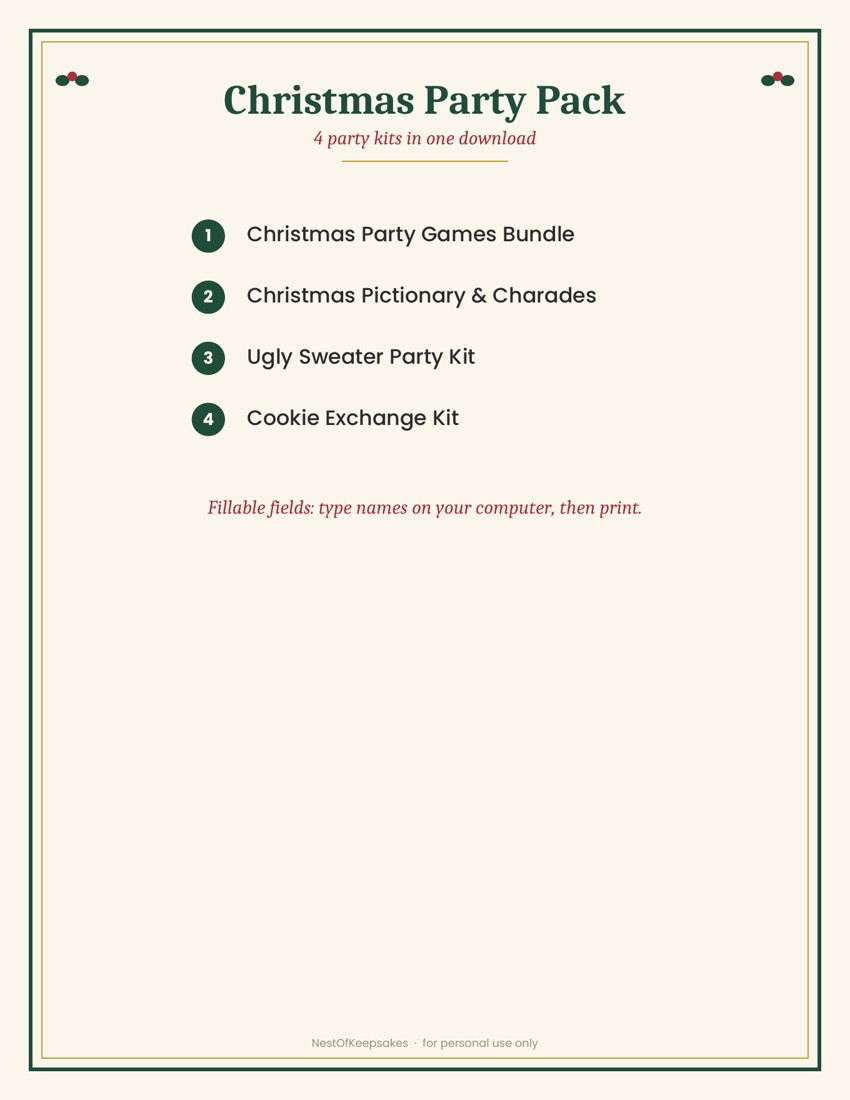 Christmas Party Pack
4 party kits in one download
1 Christmas Party Games Bundle
2 Christmas Pictionary & Charades
3 Ugly Sweater Party Kit
4 Cookie Exchange Kit
Fillable fields: type names on your computer, then print.
NestOfKeepsakes · for personal use only